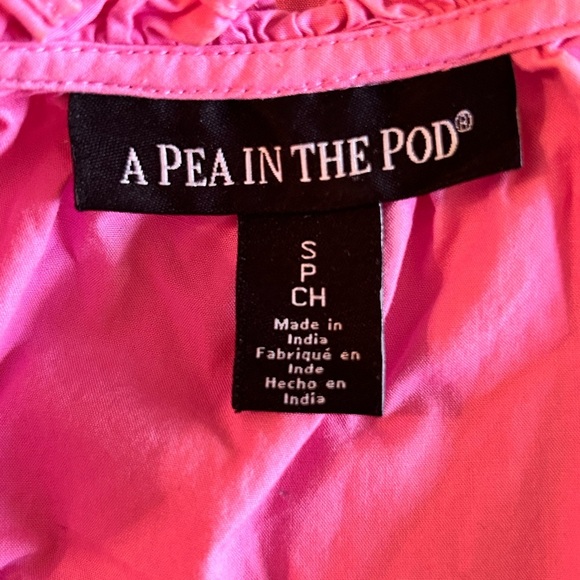 A PEA IN THE POD®
S
P
CH
Made in
India
Fabriqué en
Inde
Hecho en
India